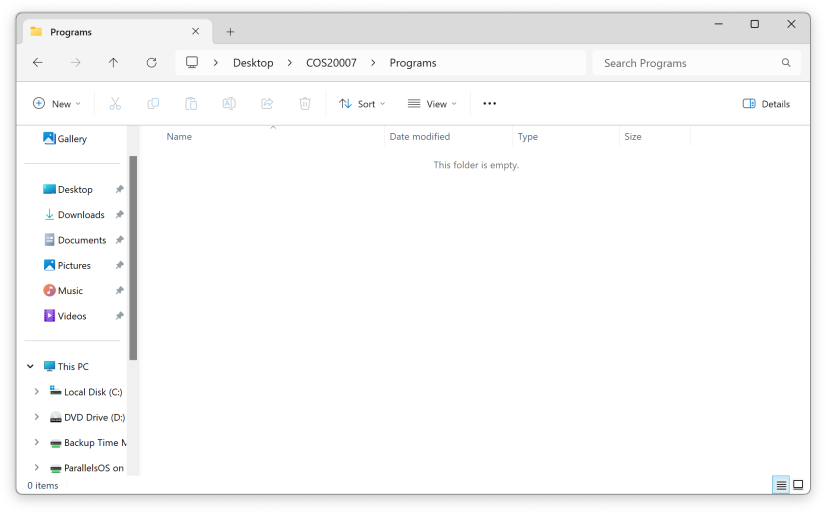 Programs
Desktop COS20007 Programs Search Programs
New Sort View Details
Gallery Name Date modified Type Size
This folder is empty.
Desktop
Downloads
Documents
Pictures
Music
Videos
This PC
Local Disk (C:)
DVD Drive (D:)
Backup Time M
ParallelsOS on
0 items